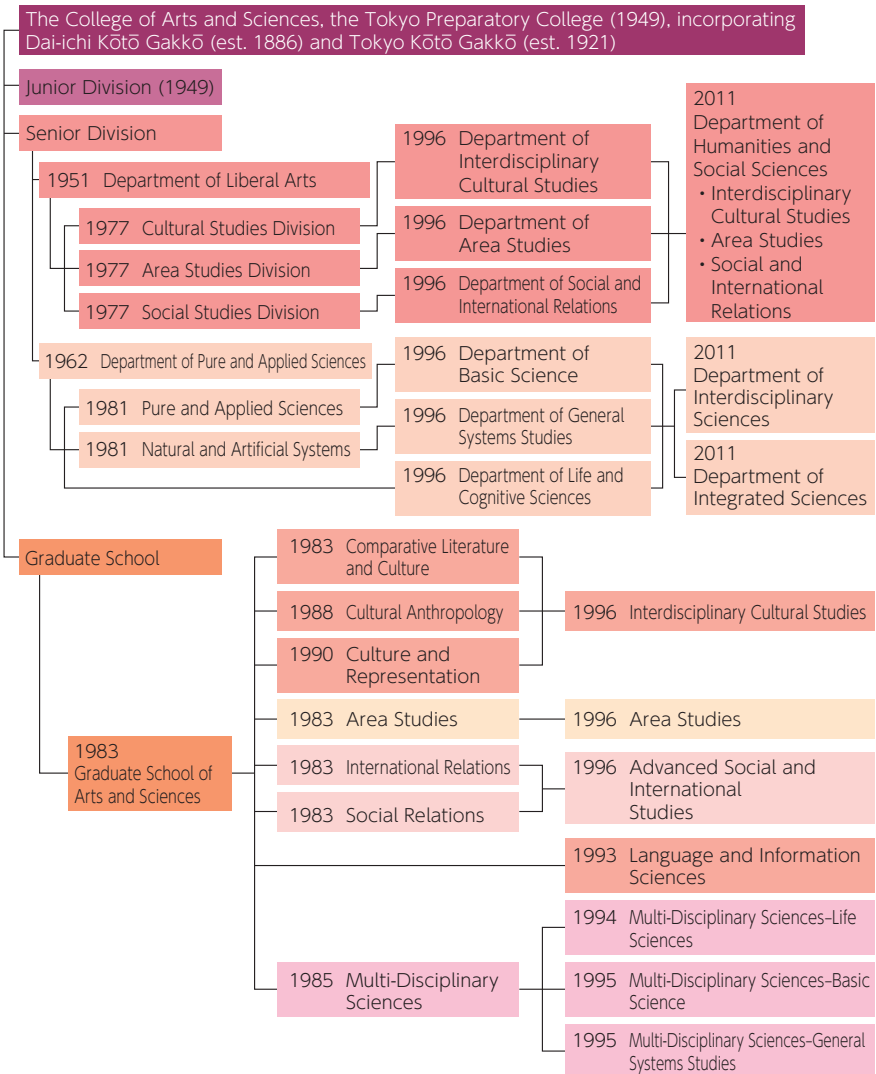 The College of Arts and Sciences, the Tokyo Preparatory College (1949), incorporating
Dai-ichi Kōtō Gakkō (est. 1886) and Tokyo Kōtō Gakkō (est. 1921)
Junior Division (1949)
Senior Division
1951 Department of Liberal Arts
1977 Cultural Studies Division
1977 Area Studies Division
1977 Social Studies Division
1996 Department of
Interdisciplinary
Cultural Studies
1996 Department of
Area Studies
1996 Department of Social and
International Relations
2011
Department of
Humanities and
Social Sciences
・Interdisciplinary
Cultural Studies
・Area Studies
・Social and
International
Relations
1962 Department of Pure and Applied Sciences
1981 Pure and Applied Sciences
1981 Natural and Artificial Systems
1996 Department of
Basic Science
1996 Department of General
Systems Studies
1996 Department of Life and
Cognitive Sciences
2011
Department of
Interdisciplinary
Sciences
2011
Department of
Integrated Sciences
Graduate School
1983
Graduate School of
Arts and Sciences
1983 Comparative Literature
and Culture
1988 Cultural Anthropology
1990 Culture and
Representation
1996 Interdisciplinary Cultural Studies
1983 Area Studies
1996 Area Studies
1983 International Relations
1983 Social Relations
1996 Advanced Social and
International
Studies
1993 Language and Information
Sciences
1985 Multi-Disciplinary
Sciences
1994 Multi-Disciplinary Sciences–Life
Sciences
1995 Multi-Disciplinary Sciences–Basic
Science
1995 Multi-Disciplinary Sciences–General
Systems Studies